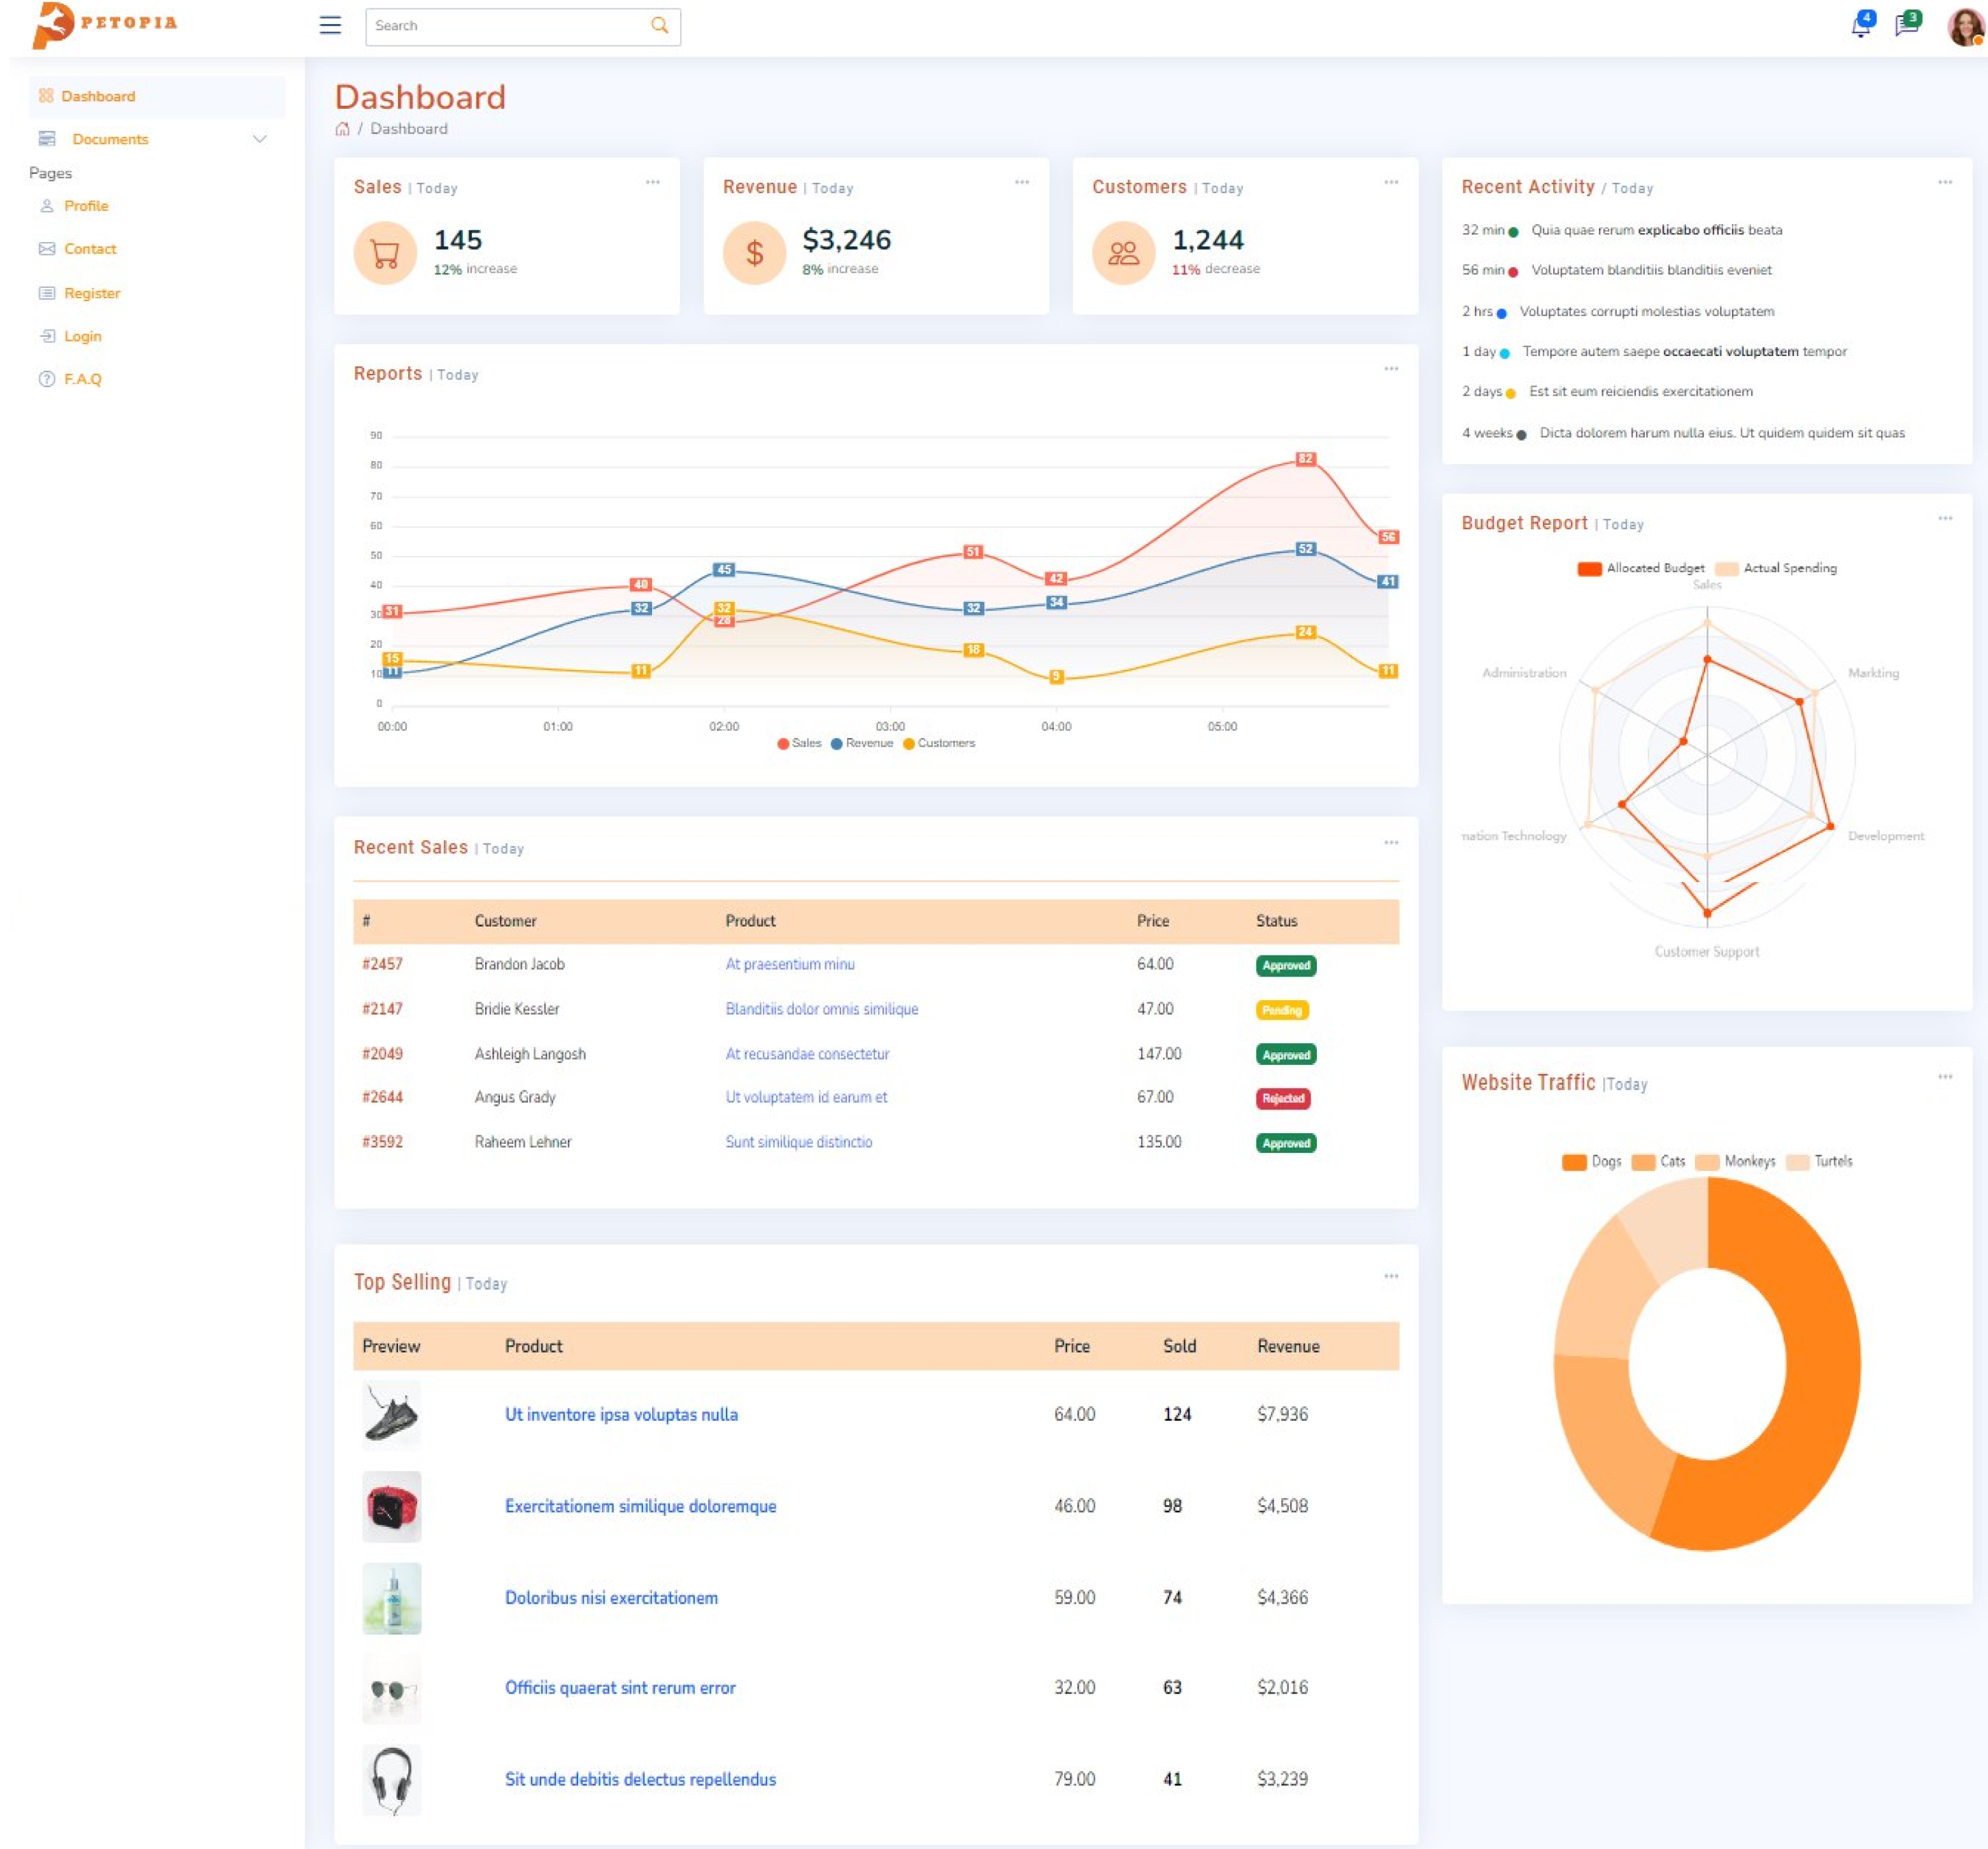 PETOPIA
Search
4
3
Dashboard
Documents
Pages
Profile
Contact
Register
Login
F.A.Q
Dashboard
/ Dashboard
Sales | Today
145
12% increase
Revenue | Today
$
$3,246
8% increase
Customers | Today
1,244
11% decrease
Reports | Today
90
80
70
60
50
40
30
20
10
0
31
40
28
51
42
82
56
11
32
45
32
34
52
41
15
11
32
18
9
24
11
00:00 01:00 02:00 03:00 04:00 05:00
Sales Revenue Customers
Recent Sales | Today
# Customer Product Price Status
#2457 Brandon Jacob At praesentium minu 64.00 Approved
#2147 Bridie Kessler Blanditiis dolor omnis similique 47.00 Pending
#2049 Ashleigh Langosh At recusandae consectetur 147.00 Approved
#2644 Angus Grady Ut voluptatem id earum et 67.00 Rejected
#3592 Raheem Lehner Sunt similique distinctio 135.00 Approved
Top Selling | Today
Preview Product Price Sold Revenue
Ut inventore ipsa voluptas nulla 64.00 124 $7,936
Exercitationem similique doloremque 46.00 98 $4,508
Doloribus nisi exercitationem 59.00 74 $4,366
Officiis quaerat sint rerum error 32.00 63 $2,016
Sit unde debitis delectus repellendus 79.00 41 $3,239
Recent Activity / Today
32 min Quia quae rerum explicabo officiis beata
56 min Voluptatem blanditiis blanditiis eveniet
2 hrs Voluptates corrupti molestias voluptatem
1 day Tempore autem saepe occaecati voluptatem tempor
2 days Est sit eum reiciendis exercitationem
4 weeks Dicta dolorem harum nulla eius. Ut quidem quidem sit quas
Budget Report | Today
Allocated Budget Actual Spending
Sales
Administration
Markting
mation Technology
Development
Customer Support
Website Traffic |Today
Dogs Cats Monkeys Turtels